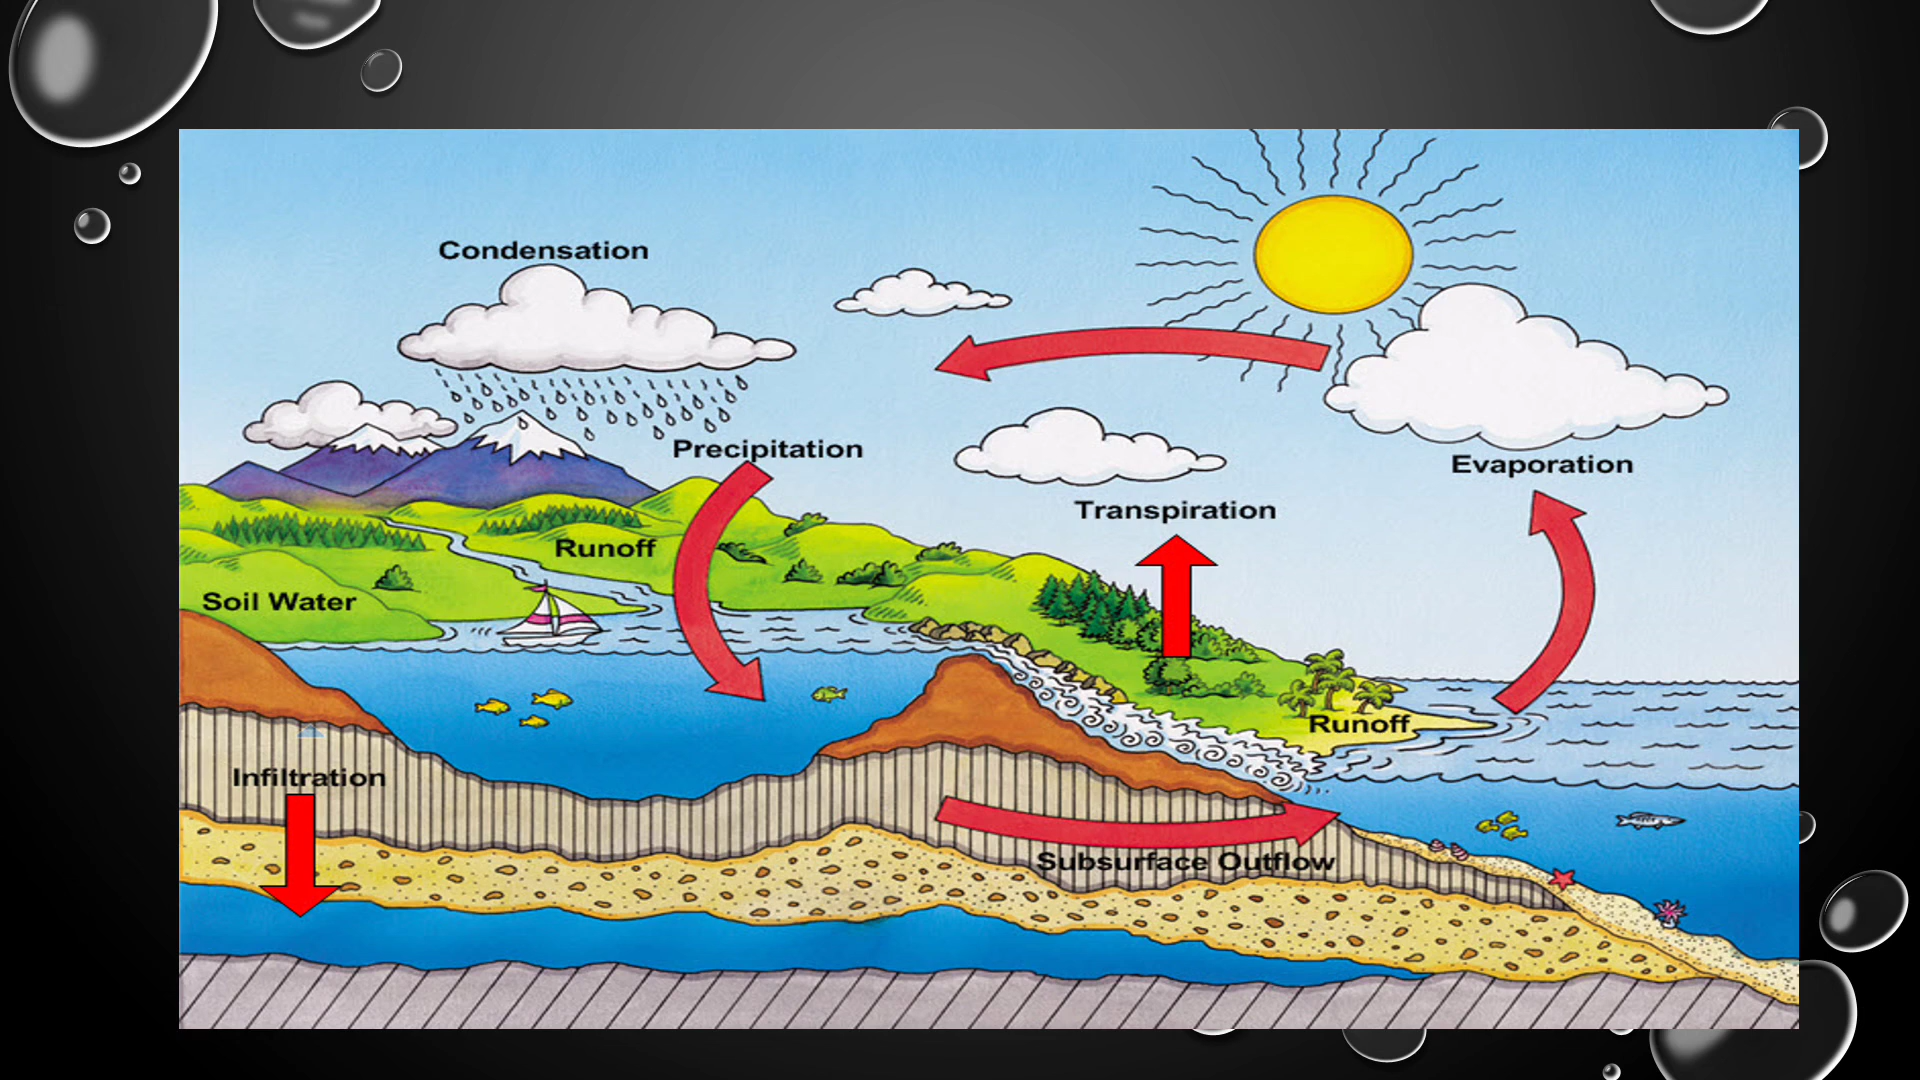 Condensation
Precipitation
Evaporation
Transpiration
Runoff
Soil Water
Runoff
Infiltration
Subsurface Outflow